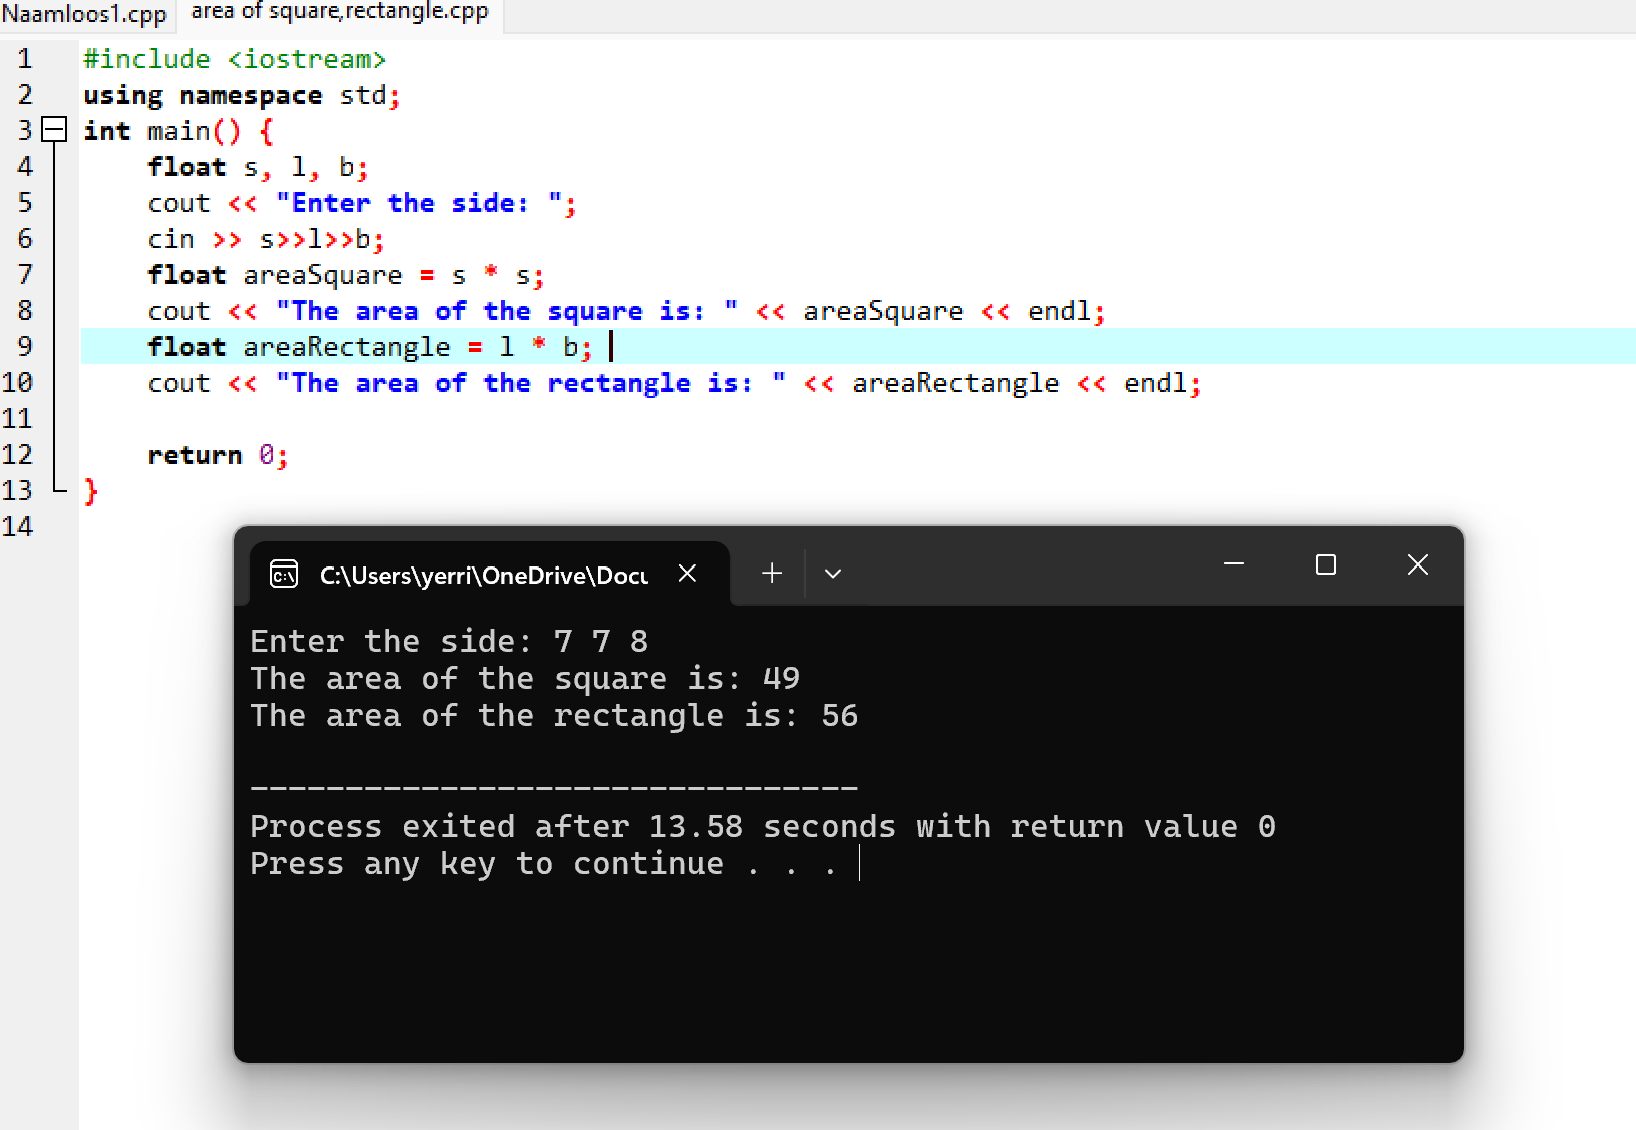 Naamloos1.cpp area of square,rectangle.cpp
1 #include <iostream>
2 using namespace std;
3 int main() {
4     float s, l, b;
5     cout << "Enter the side: ";
6     cin >> s>>l>>b;
7     float areaSquare = s * s;
8     cout << "The area of the square is: " << areaSquare << endl;
9     float areaRectangle = l * b;
10     cout << "The area of the rectangle is: " << areaRectangle << endl;
11
12     return 0;
13 }
14
C:\Users\yerri\OneDrive\Docu
Enter the side: 7 7 8
The area of the square is: 49
The area of the rectangle is: 56
--------------------------------
Process exited after 13.58 seconds with return value 0
Press any key to continue . . .